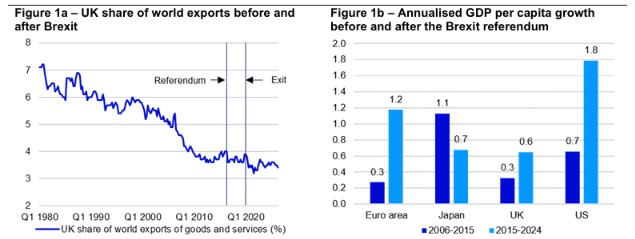 Figure 1a – UK share of world exports before and
after Brexit
8
7
6
5
4
3
2
Referendum
Exit
Q1 1980 Q1 1990 Q1 2000 Q1 2010 Q1 2020
UK share of world exports of goods and services (%)
Figure 1b – Annualised GDP per capita growth
before and after the Brexit referendum
2.0
1.8
1.6
1.4
1.2
1.0
0.8
0.6
0.4
0.2
0.0
0.3 1.2 1.1 0.7 0.3 0.6 0.7 1.8
Euro area Japan UK US
2006-2015 2015-2024